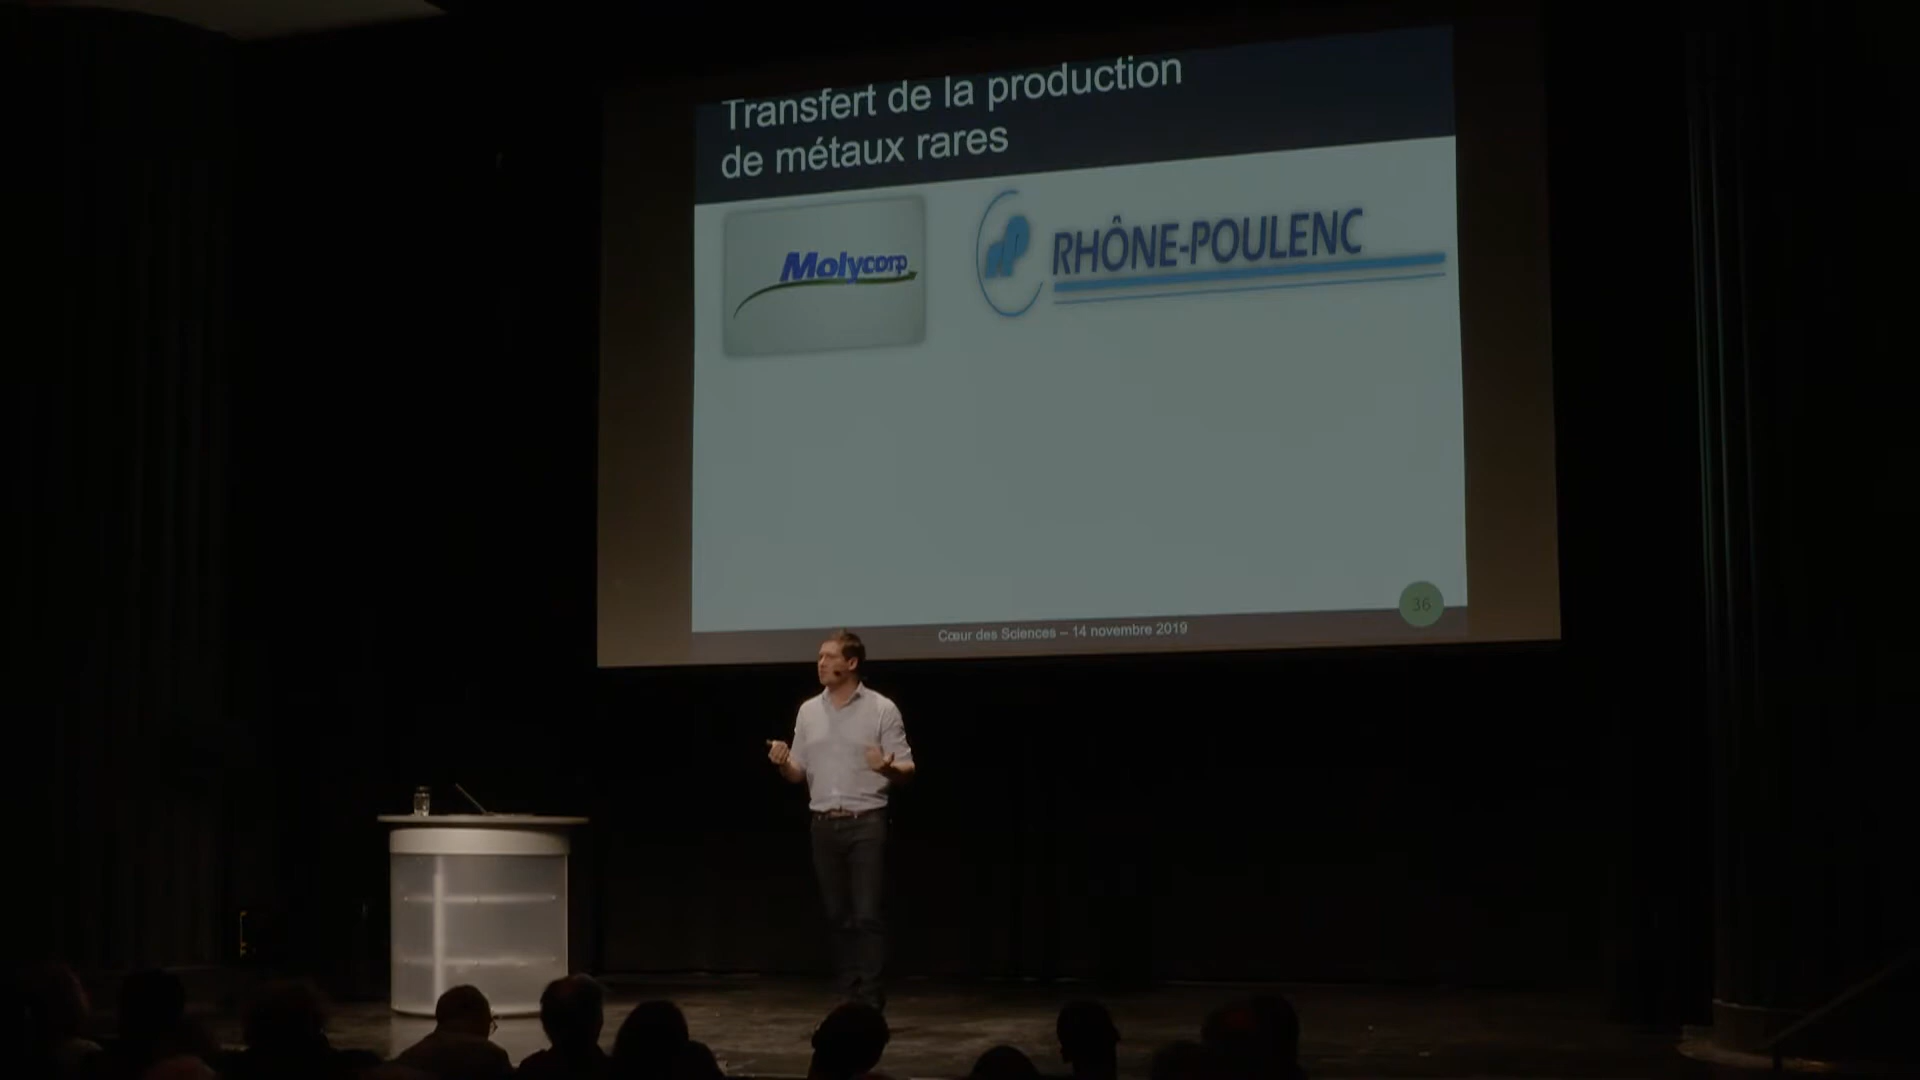 Transfert de la production
de métaux rares
Molycorp
RHÔNE-POULENC
36
Cœur des Sciences – 14 novembre 2019